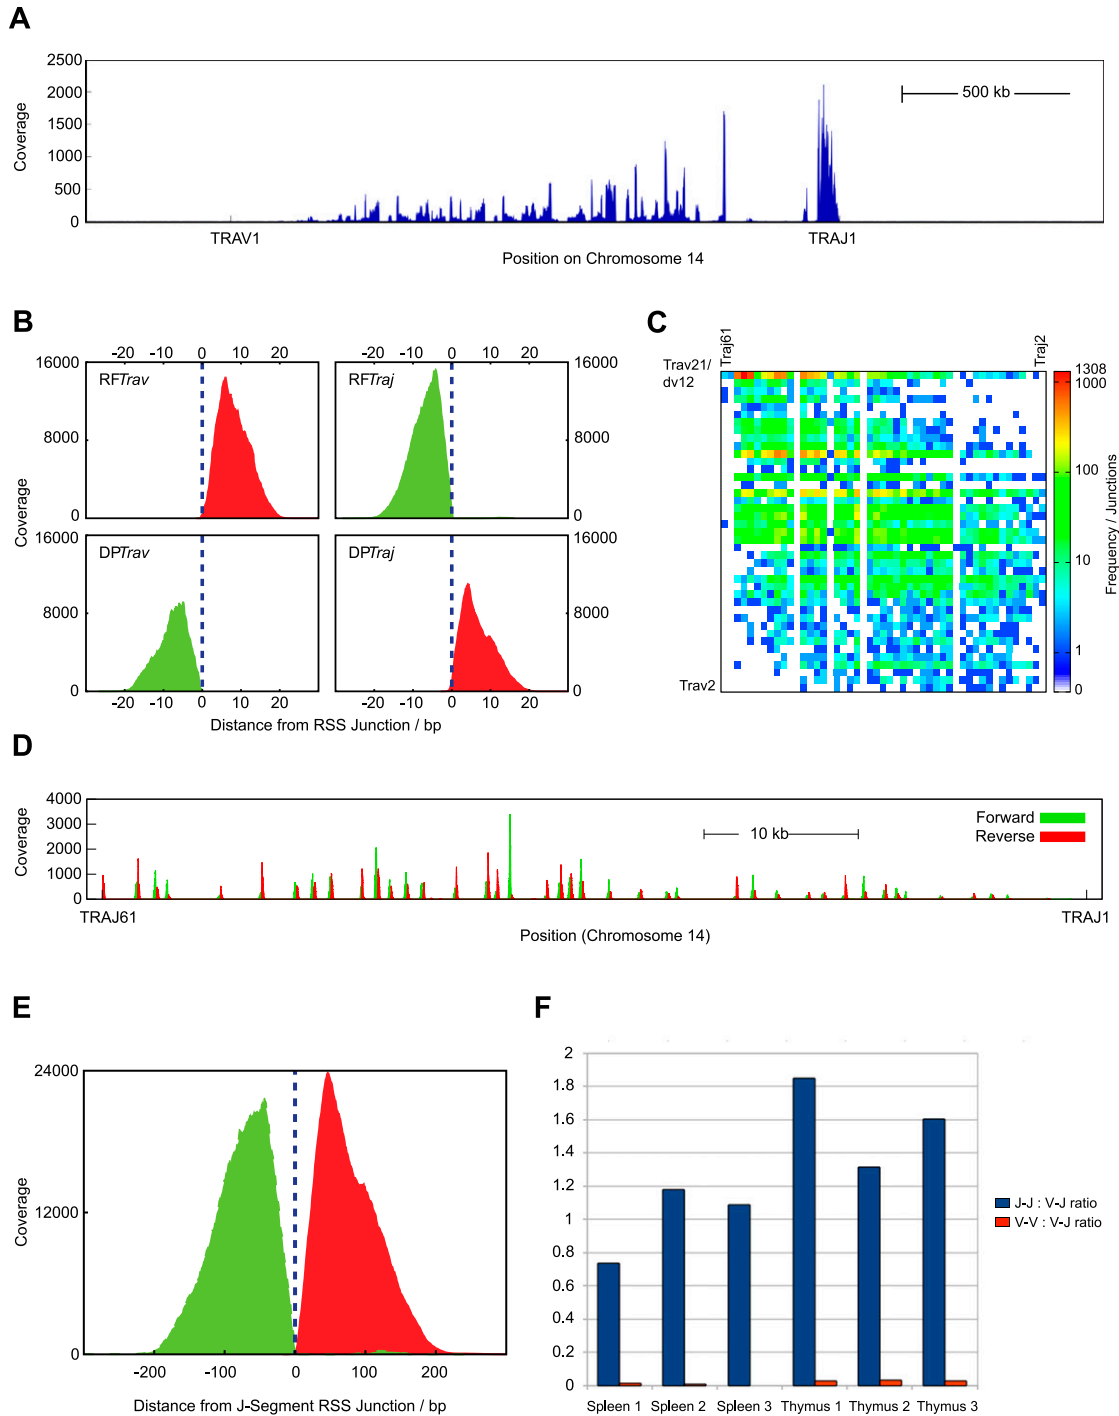 A
2500
2000
1500
1000
500
0
Coverage
500 kb
TRAV1
TRAJ1
Position on Chromosome 14
B
-20 -10 0 10 20
-20 -10 0 10 20
16000
8000
0
RFTrav
RFTraj
16000
8000
0
Coverage
16000
8000
0
DPTrav
DPTraj
16000
8000
0
-20 -10 0 10 20
-20 -10 0 10 20
Distance from RSS Junction / bp
C
Traj61
Traj2
Trav21/
dv12
Trav2
1308
1000
100
10
1
0
Frequency / Junctions
D
4000
3000
2000
1000
0
Coverage
10 kb
Forward
Reverse
TRAJ61
TRAJ1
Position (Chromosome 14)
E
24000
12000
0
Coverage
-200 -100 0 100 200
Distance from J-Segment RSS Junction / bp
F
2
1.8
1.6
1.4
1.2
1
0.8
0.6
0.4
0.2
0
J-J : V-J ratio
V-V : V-J ratio
Spleen 1 Spleen 2 Spleen 3 Thymus 1 Thymus 2 Thymus 3